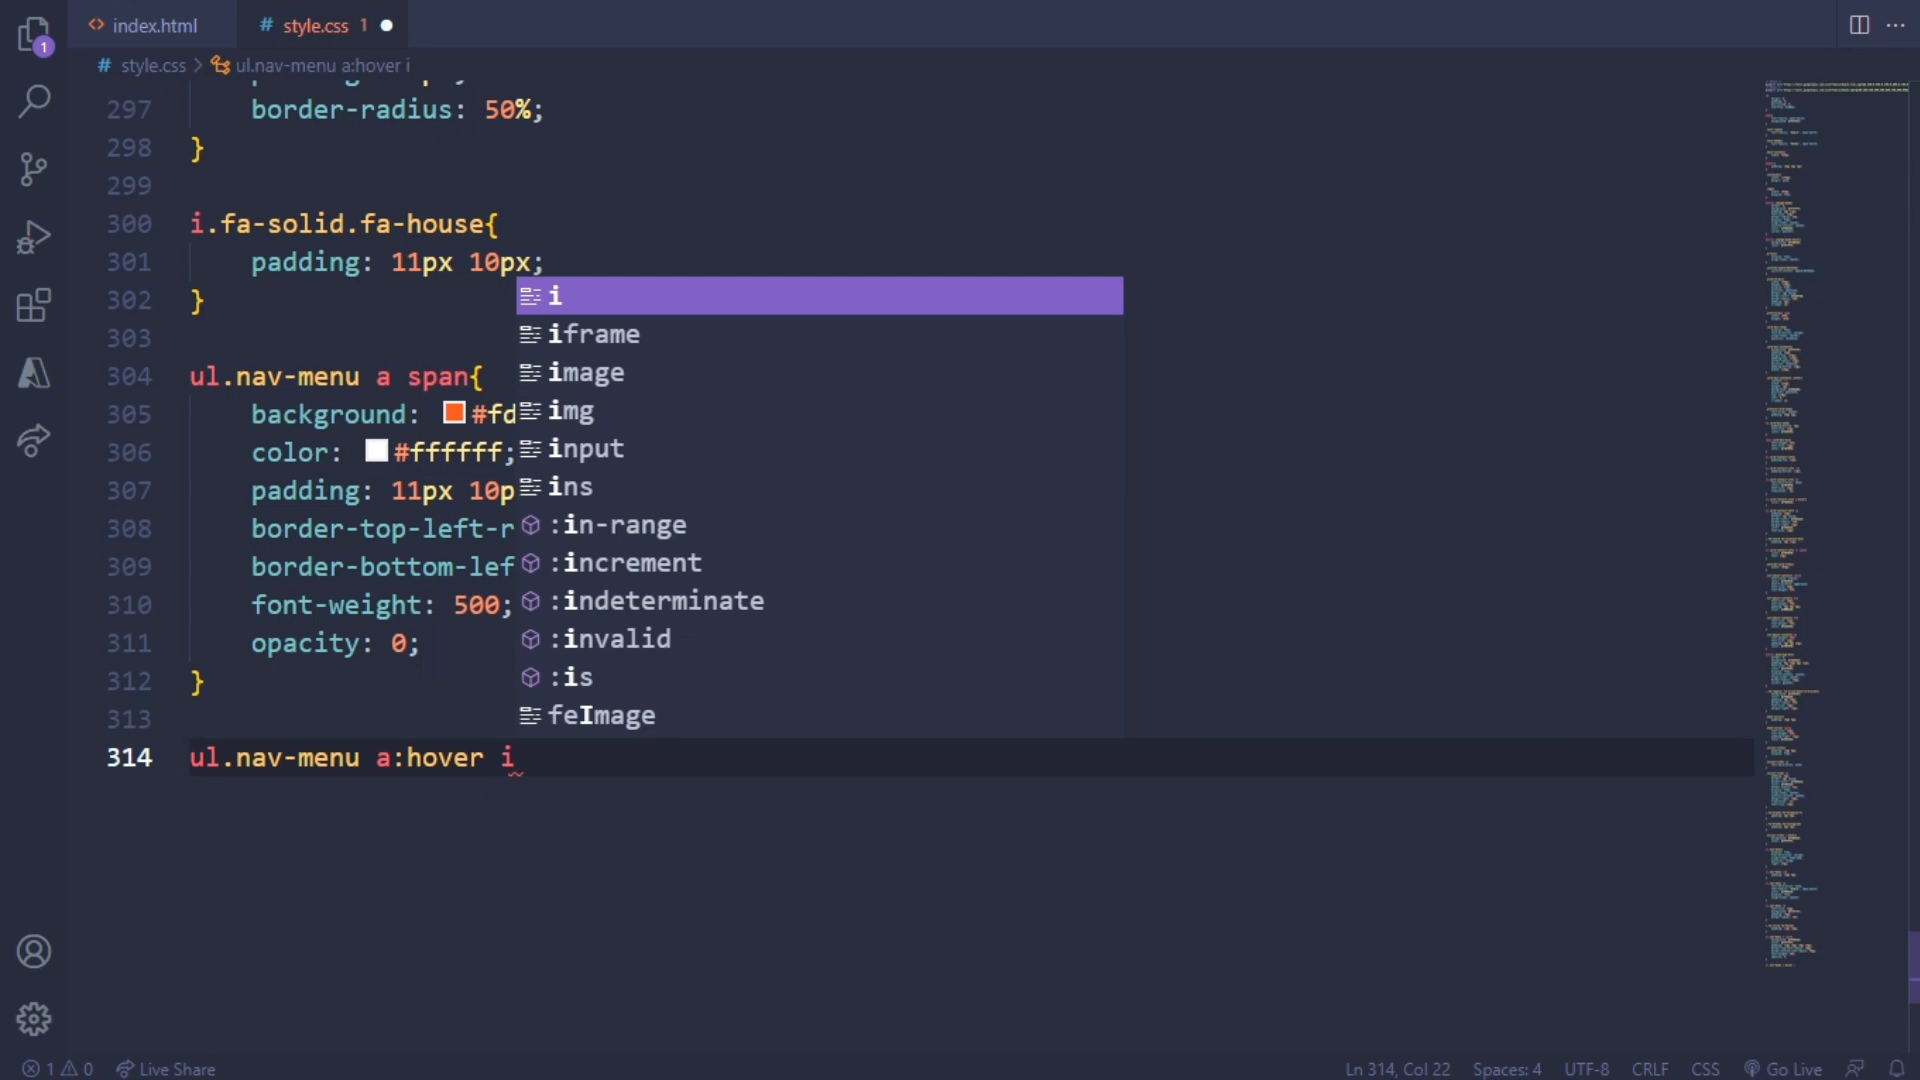 index.html
# style.css 1
# style.css > ul.nav-menu a:hover i
1
297 border-radius: 50%;
298 }
299
300 i.fa-solid.fa-house{
301 padding: 11px 10px;
302 }
303
304 ul.nav-menu a span{
305 background: #fd
306 color: #ffffff;
307 padding: 11px 10p
308 border-top-left-r
309 border-bottom-lef
310 font-weight: 500;
311 opacity: 0;
312 }
313
314 ul.nav-menu a:hover i
i
iframe
image
img
input
ins
:in-range
:increment
:indeterminate
:invalid
:is
feImage
1 0 Live Share
Ln 314, Col 22 Spaces: 4 UTF-8 CRLF CSS Go Live